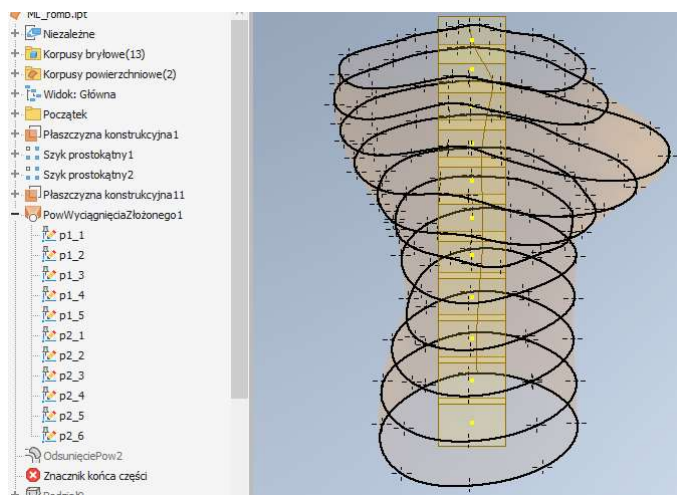 ML_romb.ipt
Niezależne
Korpusy bryłowe(13)
Korpusy powierzchniowe(2)
Widok: Główna
Początek
Płaszczyzna konstrukcyjna1
Szyk prostokątny1
Szyk prostokątny2
Płaszczyzna konstrukcyjna11
PowWyciągnięciaZłożonego1
p1_1
p1_2
p1_3
p1_4
p1_5
p2_1
p2_2
p2_3
p2_4
p2_5
p2_6
OdsunięciePow2
Znacznik końca części